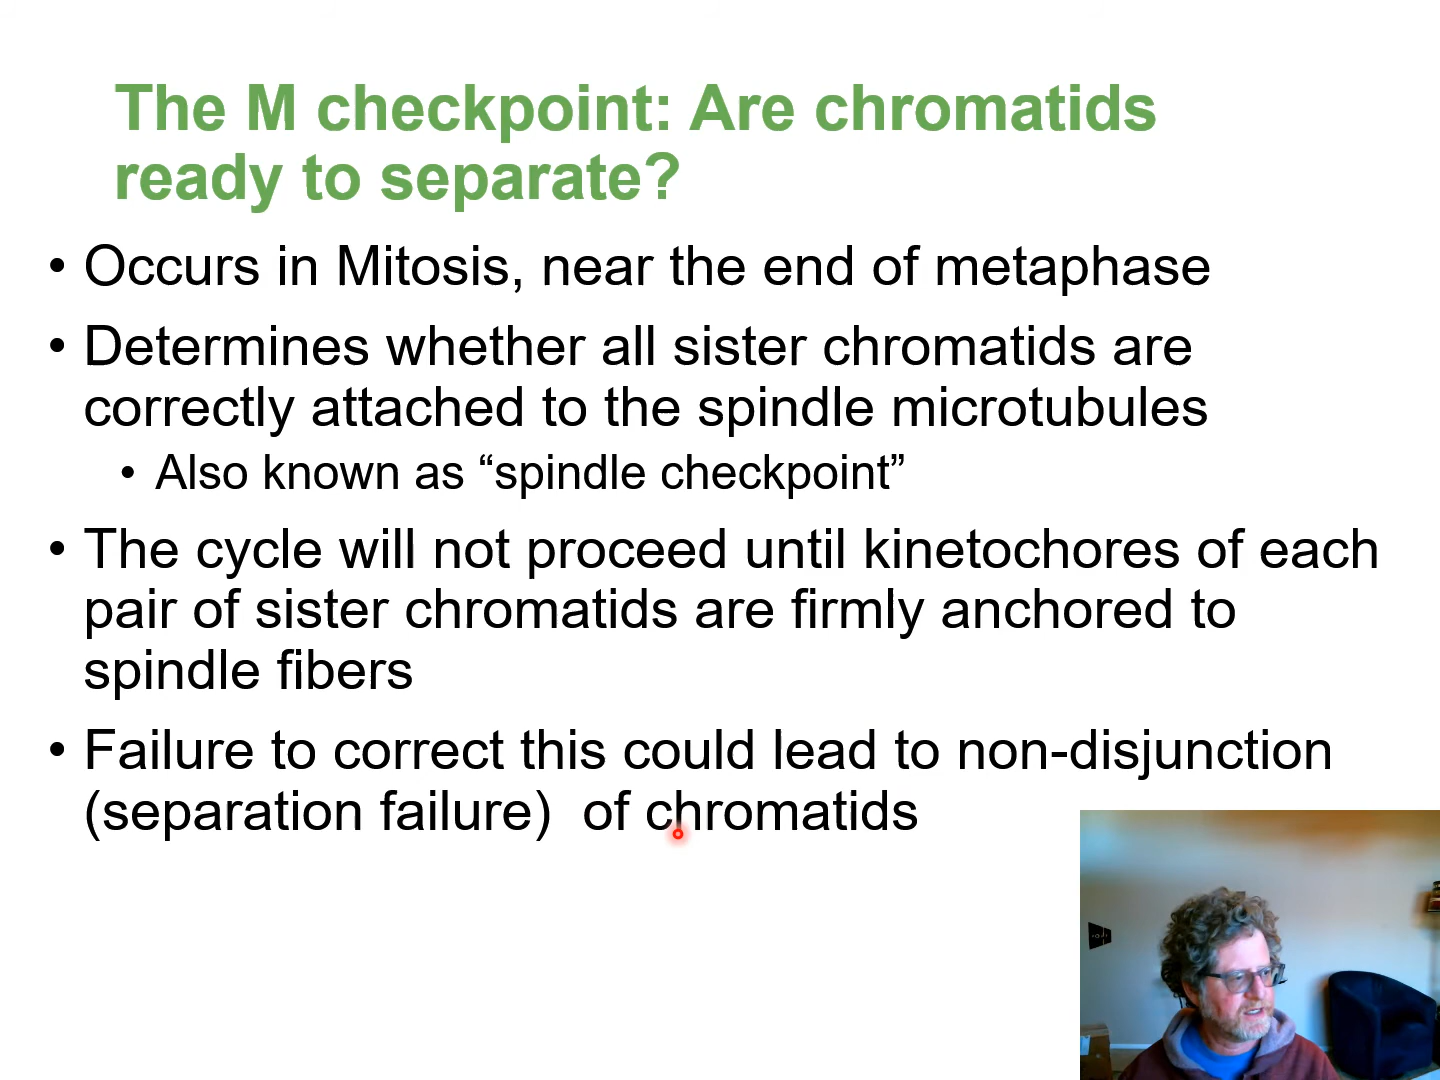 The M checkpoint: Are chromatids
ready to separate?
• Occurs in Mitosis, near the end of metaphase
• Determines whether all sister chromatids are
correctly attached to the spindle microtubules
• Also known as “spindle checkpoint”
• The cycle will not proceed until kinetochores of each
pair of sister chromatids are firmly anchored to
spindle fibers
• Failure to correct this could lead to non-disjunction
(separation failure)  of chromatids